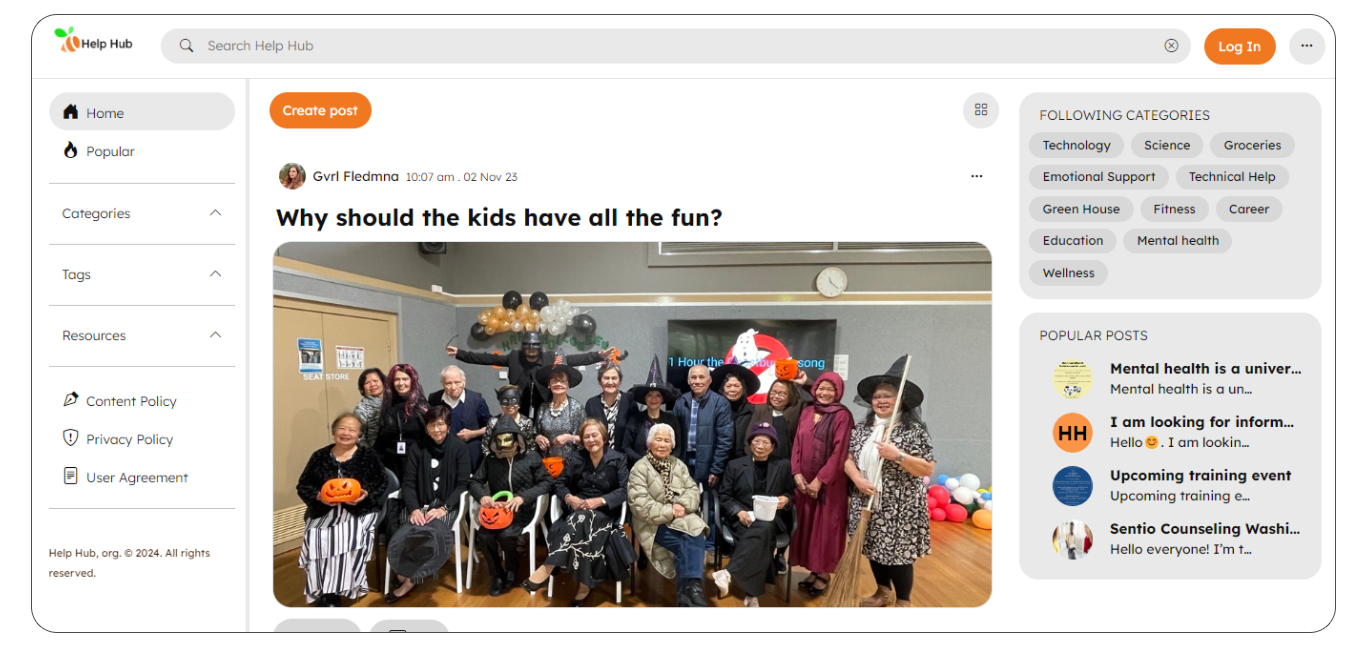 Help Hub
Search Help Hub
Log In
Home
Popular
Categories
Tags
Resources
Content Policy
Privacy Policy
User Agreement
Help Hub, org. © 2024. All rights
reserved.
Create post
Gvrl Fledmna 10:07 am . 02 Nov 23
Why should the kids have all the fun?
SEAT STORE
1 Hour the
song
FOLLOWING CATEGORIES
Technology Science Groceries
Emotional Support Technical Help
Green House Fitness Career
Education Mental health
Wellness
POPULAR POSTS
Mental health is a univer...
Mental health is a un...
HH
I am looking for inform...
Hello😊. I am lookin...
Upcoming training event
Upcoming training e...
Sentio Counseling Washi...
Hello everyone! I'm t...